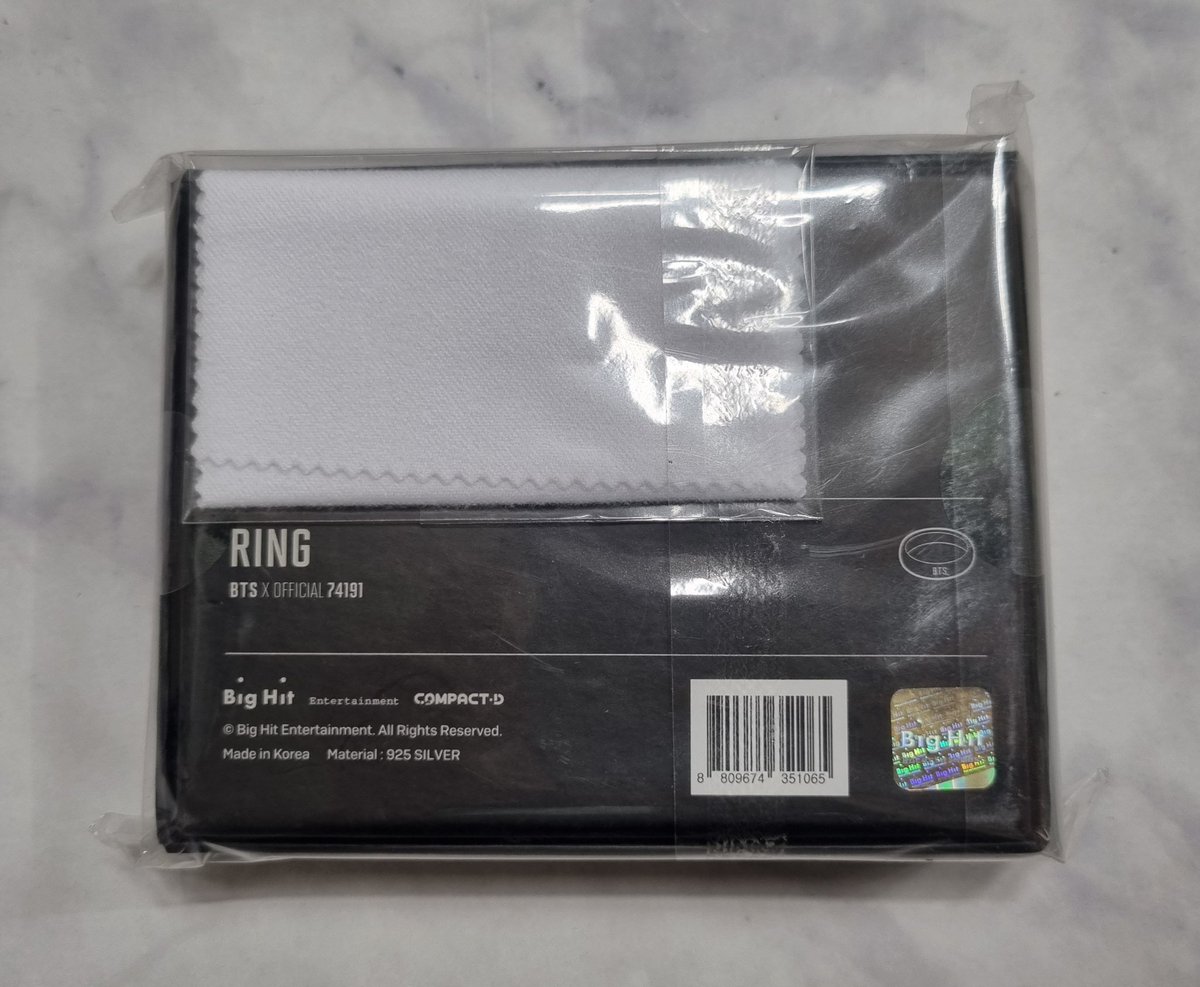 RING
BTS
BTS X OFFICIAL 74191
Big Hit Entertainment COMPACT·D
© Big Hit Entertainment. All Rights Reserved.
Made in Korea Material : 925 SILVER
8 809674 351065
Big Hit